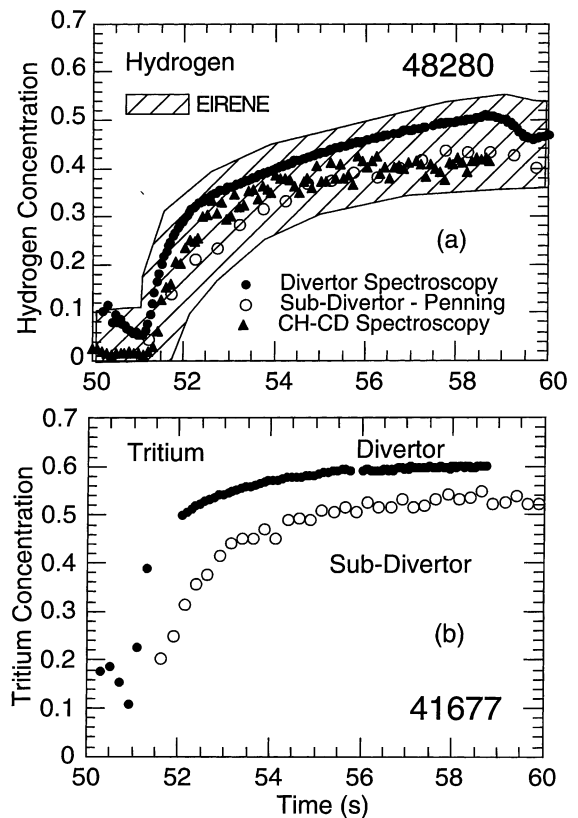 0.7
Hydrogen
48280
0.6
EIRENE
0.5
0.4
0.3
(a)
0.2
Divertor Spectroscopy
0.1
Sub-Divertor - Penning
CH-CD Spectroscopy
0
50 52 54 56 58 60
Hydrogen Concentration
0.7
Tritium Divertor
0.6
0.5
0.4
Sub-Divertor
0.3
(b)
0.2
0.1
41677
0
50 52 54 56 58 60
Time (s)
Tritium Concentration